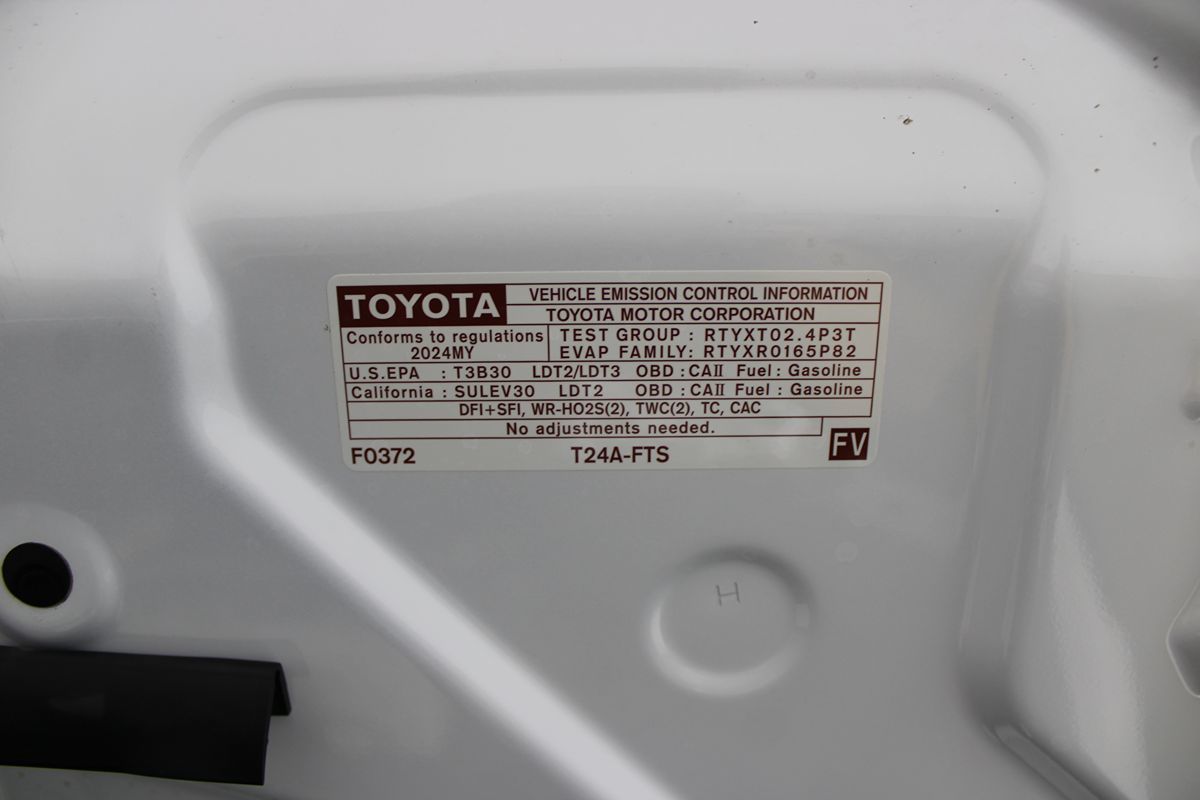 TOYOTA
VEHICLE EMISSION CONTROL INFORMATION
TOYOTA MOTOR CORPORATION
Conforms to regulations
2024MY
TEST GROUP : RTYXT02.4P3T
EVAP FAMILY: RTYXR0165P82
U.S.EPA : T3B30 LDT2/LDT3 OBD : CAII Fuel : Gasoline
California : SULEV30 LDT2 OBD : CAII Fuel : Gasoline
DFI+SFI, WR-HO2S(2), TWC(2), TC, CAC
No adjustments needed.
F0372 T24A-FTS FV
H